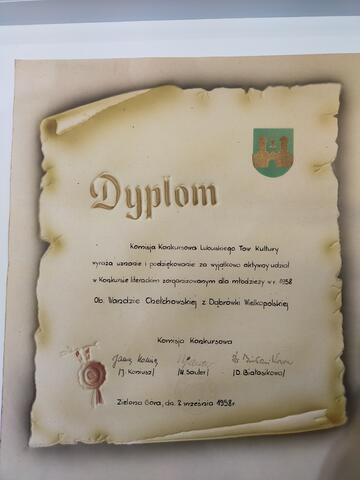 Dyplom
Komisja Konkursowa Lubuskiego Tow. Kultury
wyraża uznanie i podziękowanie za wyjątkowo aktywny udział
w Konkursie literackim zorganizowanym dla młodzieży w r. 1958
Ob. Wandzie Chełchowskiej z Dąbrówki Wielkopolskiej
Komisja Konkursowa
/J. Koniusz/ /W. Sauter/ /D. Białasikowa/
Zielona Góra, dn. 2 września 1958 r.